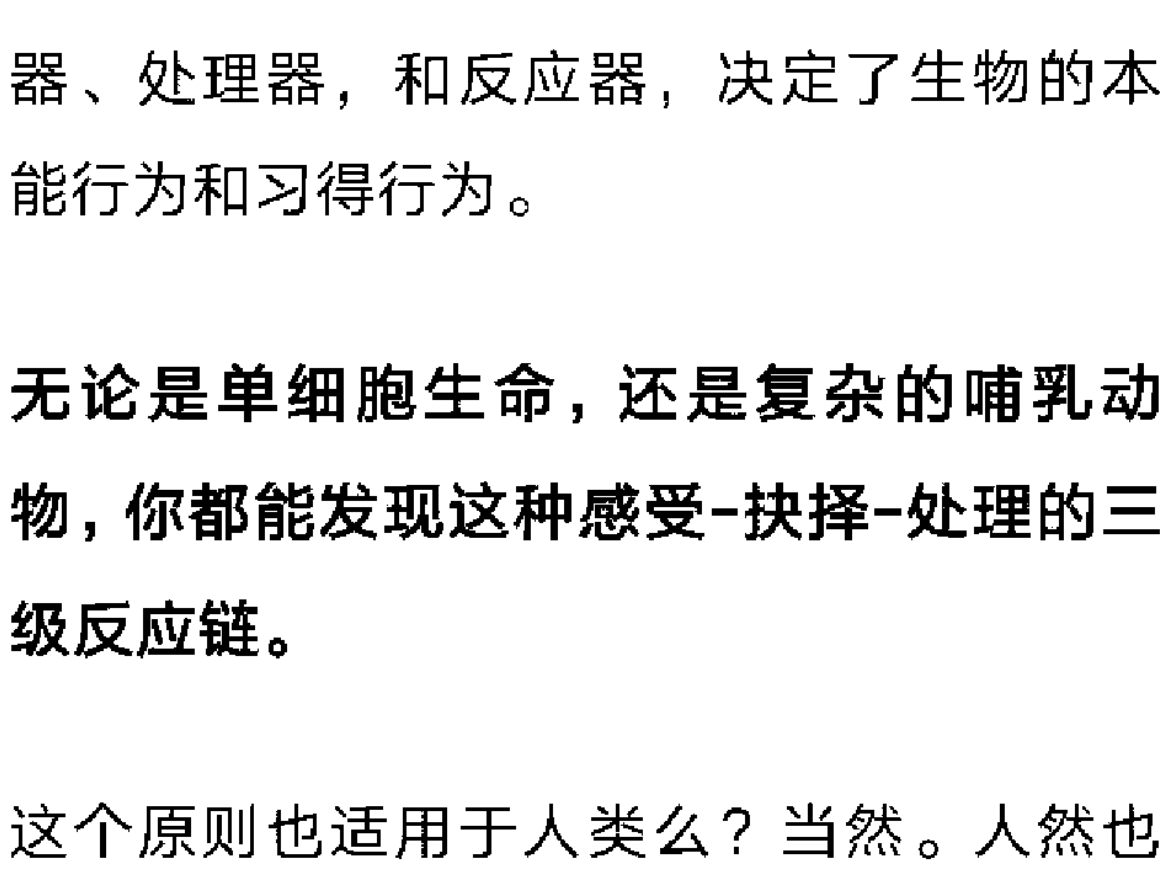 器、处理器，和反应器，决定了生物的本
能行为和习得行为。
无论是单细胞生命，还是复杂的哺乳动
物，你都能发现这种感受-抉择-处理的三
级反应链。
这个原则也适用于人类么？当然。人然也